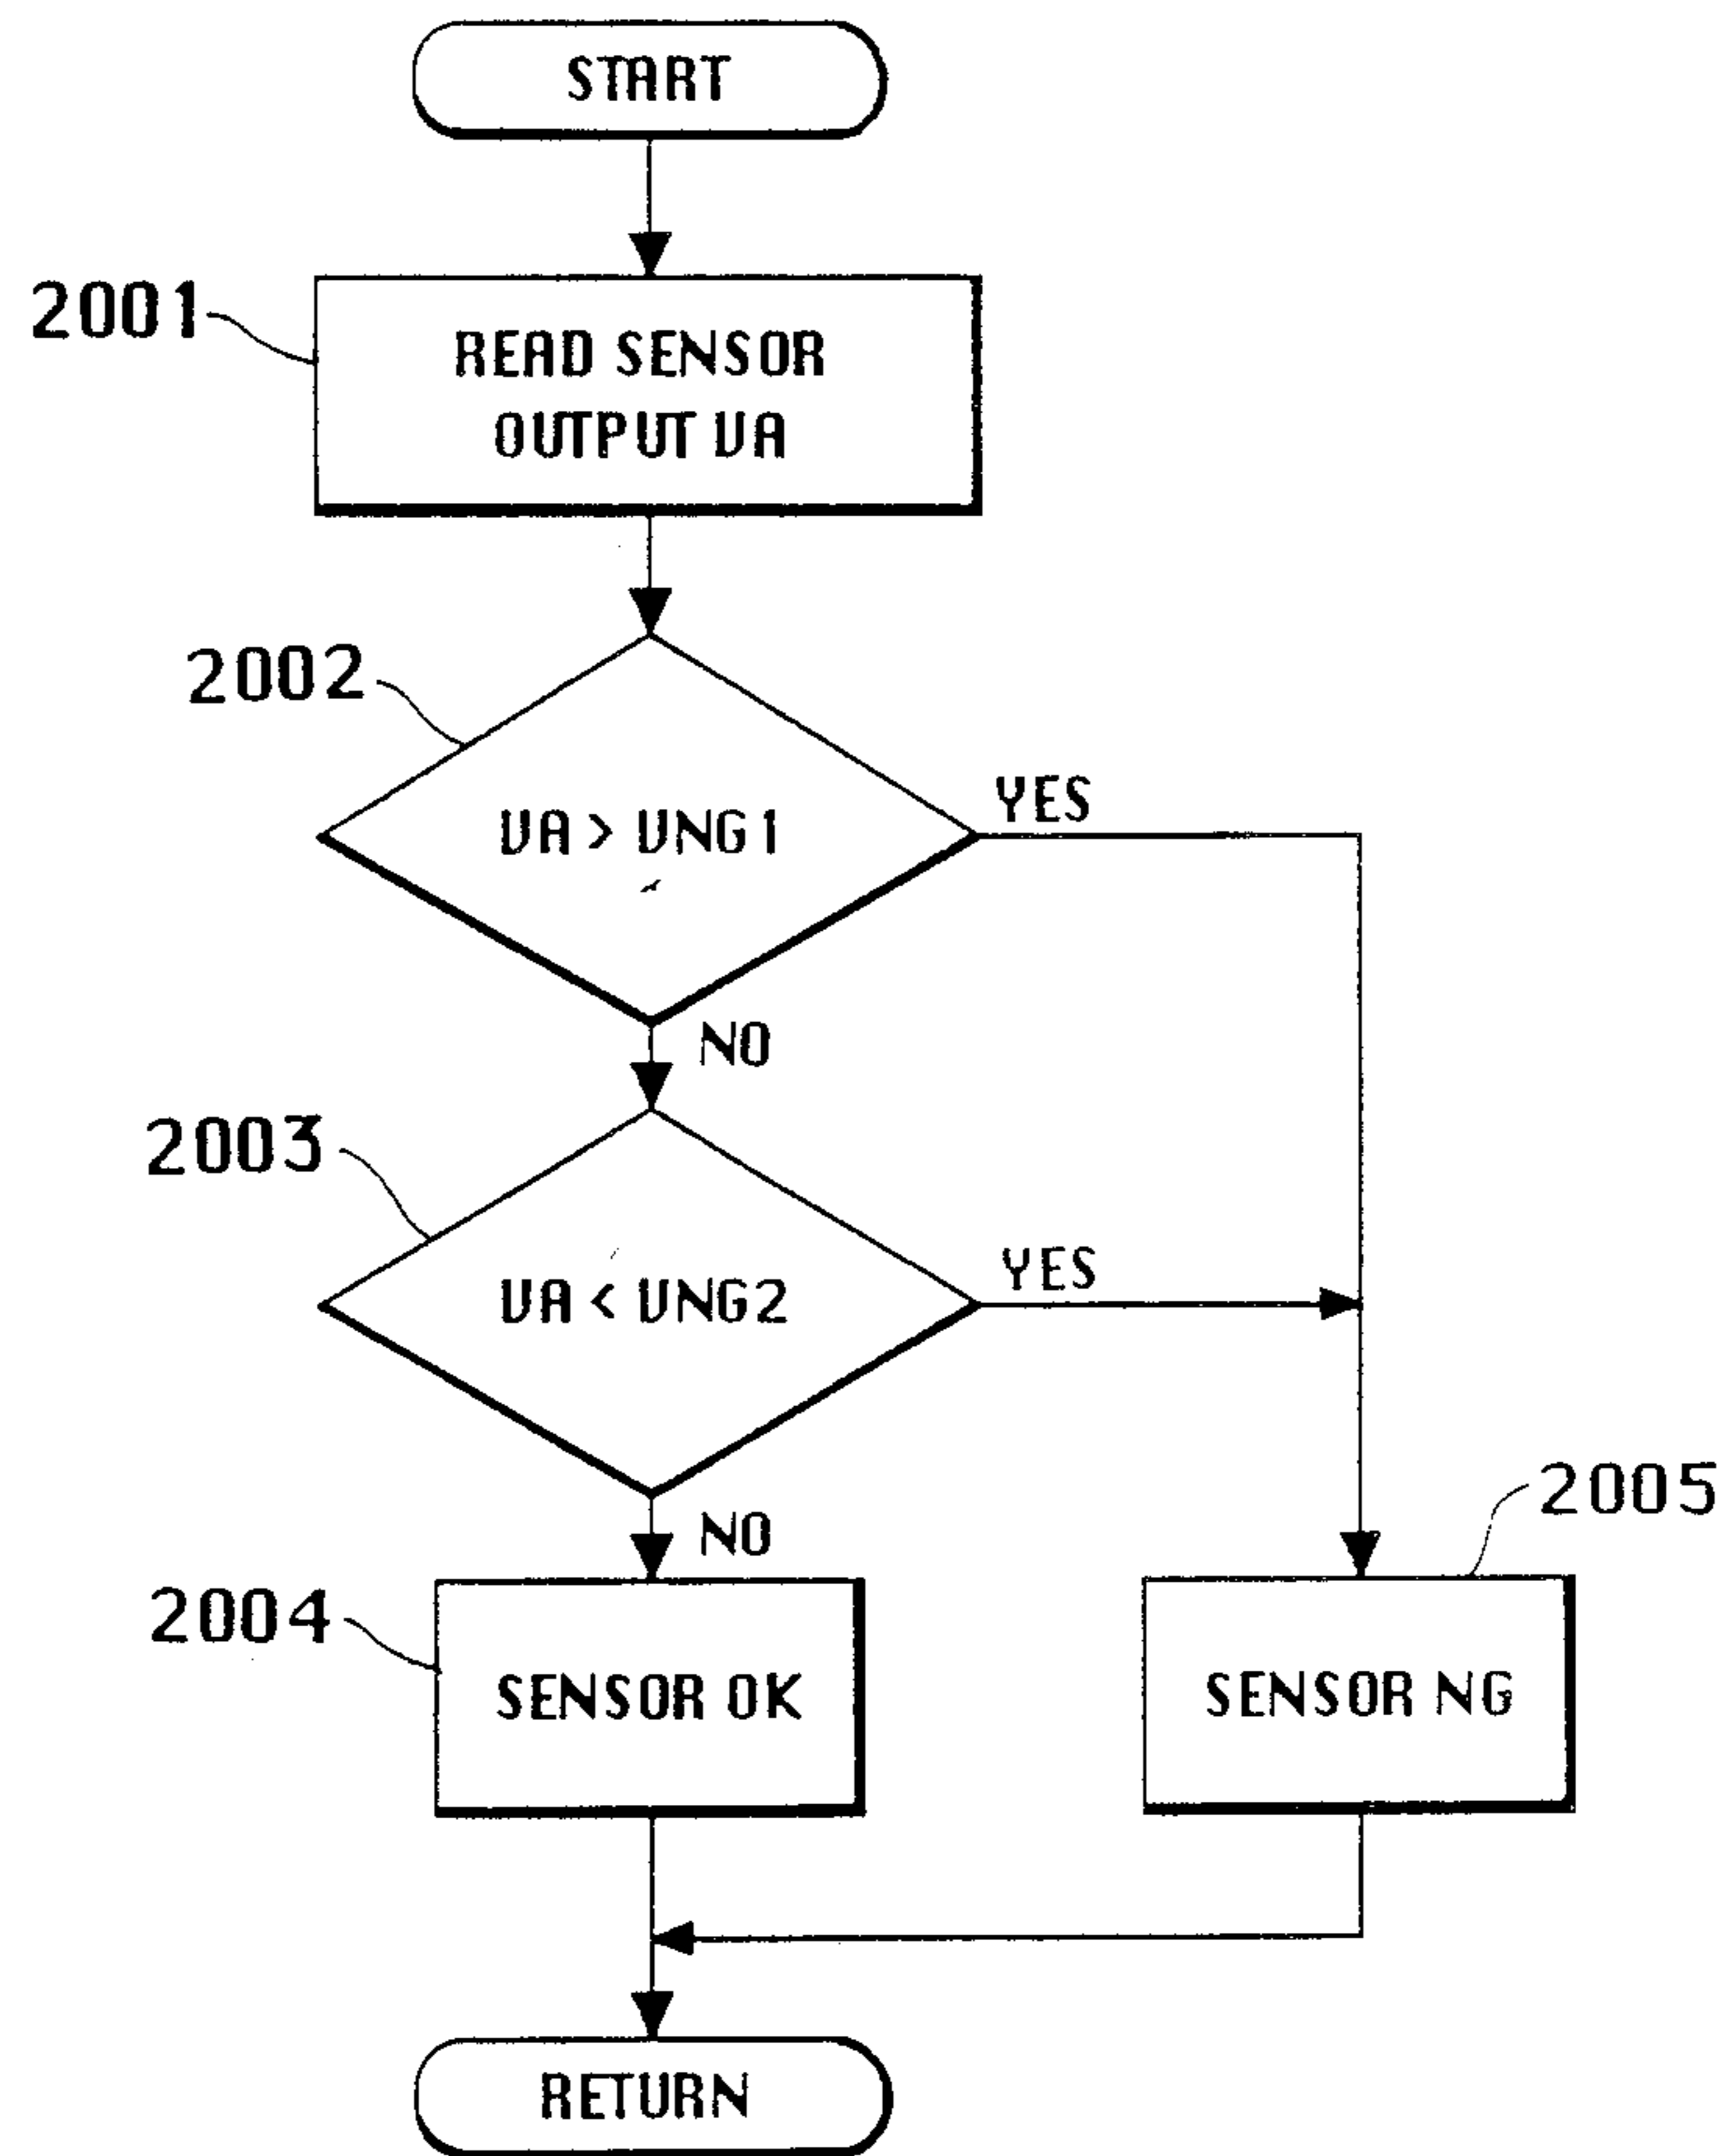 START
2001
READ SENSOR
OUTPUT VA
2002
VA > VNG1
YES
NO
2003
VA < VNG2
YES
NO
2004
SENSOR OK
2005
SENSOR NG
RETURN